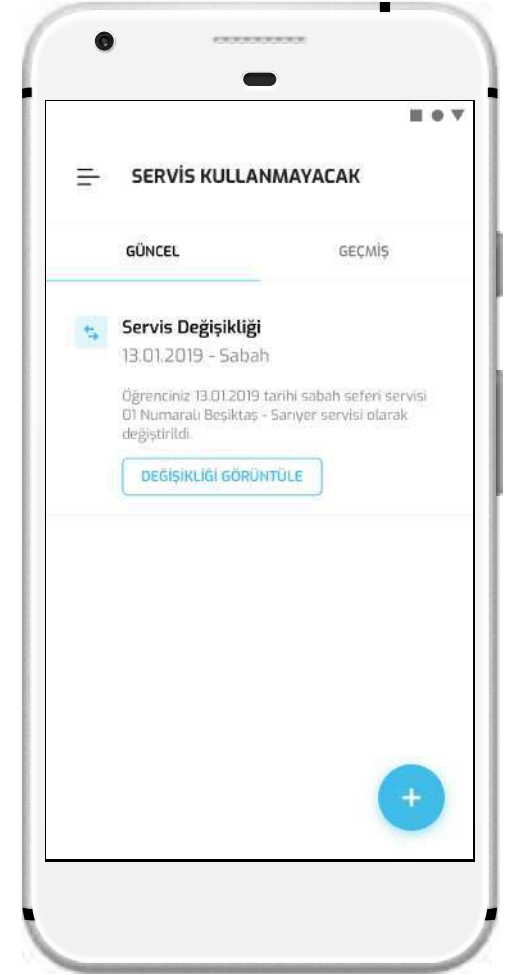 SERVİS KULLANMAYACAK
GÜNCEL
GEÇMİŞ
Servis Değişikliği
13.01.2019 - Sabah
Öğrenciniz 13.01.2019 tarihi sabah seferi servisi
01 Numaralı Beşiktaş - Sarıyer servisi olarak
değiştirildi.
DEĞİŞİKLİĞİ GÖRÜNTÜLE